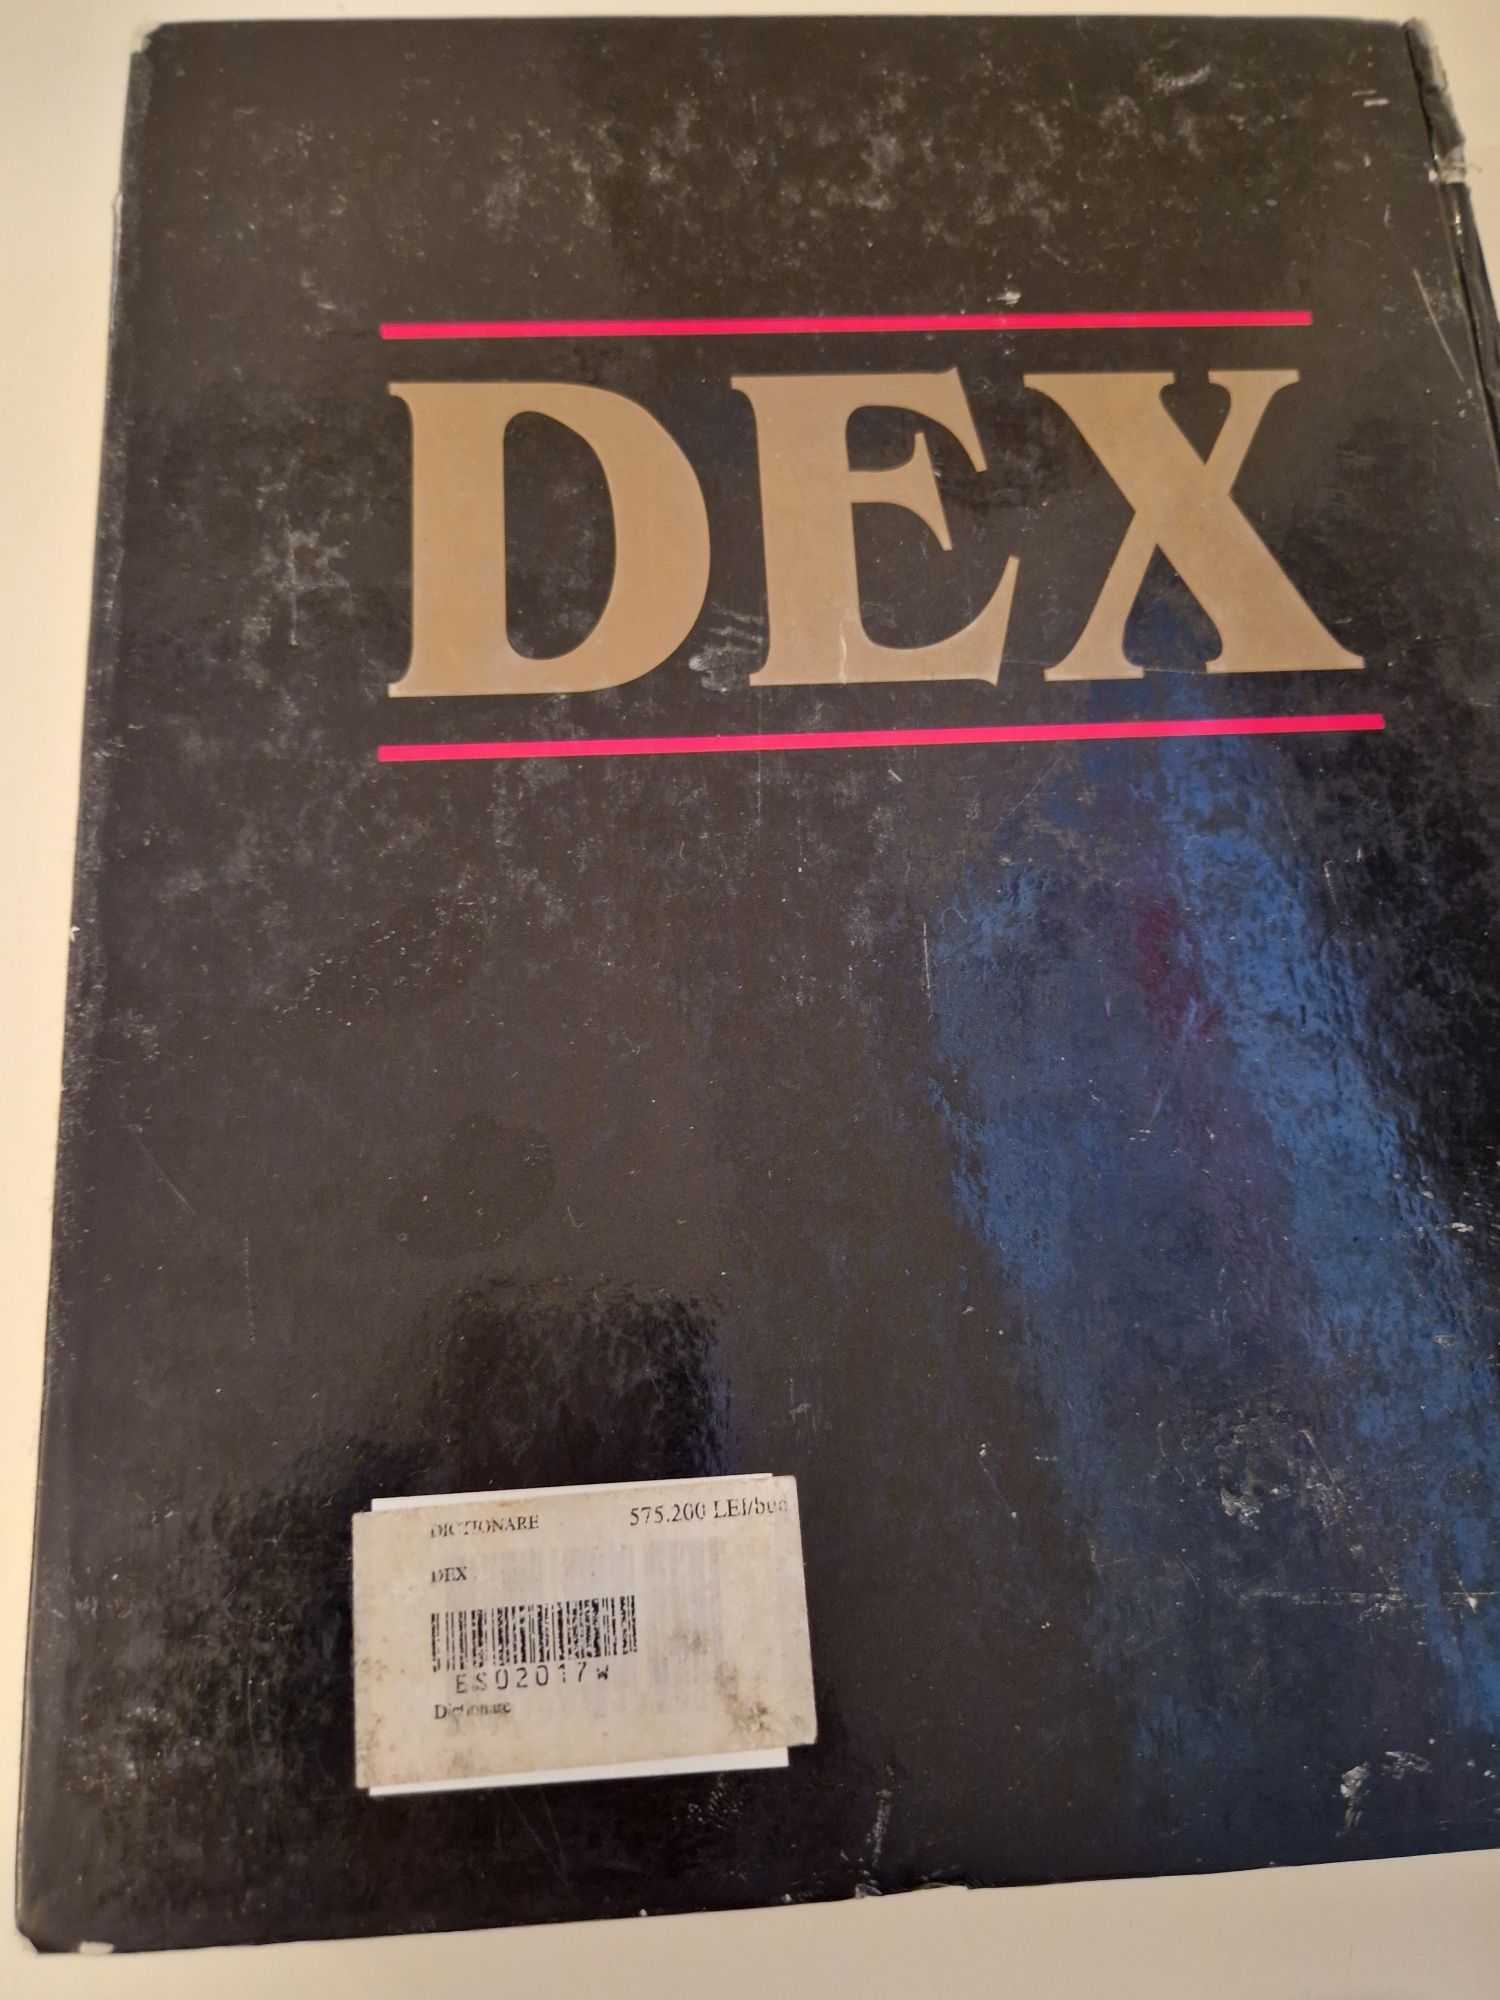 DEX
DICTIONARE 575.200 LEI/buc
DEX
ES02017W
Dictionare